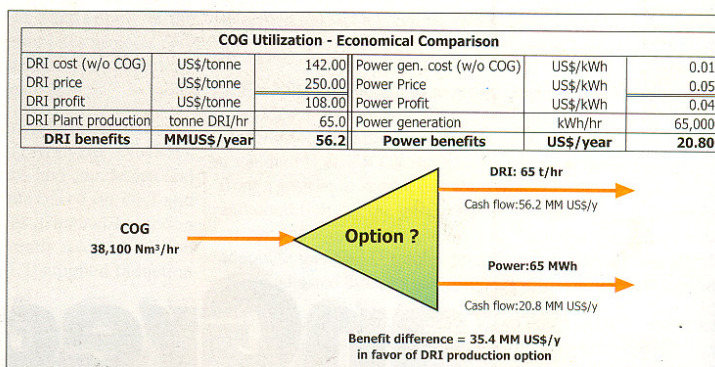 COG Utilization - Economical Comparison
DRI cost (w/o COG) US$/tonne 142.00 Power gen. cost (w/o COG) US$/kWh 0.01
DRI price US$/tonne 250.00 Power Price US$/kWh 0.05
DRI profit US$/tonne 108.00 Power Profit US$/kWh 0.04
DRI Plant production tonne DRI/hr 65.0 Power generation kWh/hr 65,000
DRI benefits MMUS$/year 56.2 Power benefits US$/year 20.80
DRI: 65 t/hr
Cash flow:56.2 MM US$/y
COG
38,100 Nm³/hr
Option ?
Power:65 MWh
Cash flow:20.8 MM US$/y
Benefit difference = 35.4 MM US$/y
in favor of DRI production option